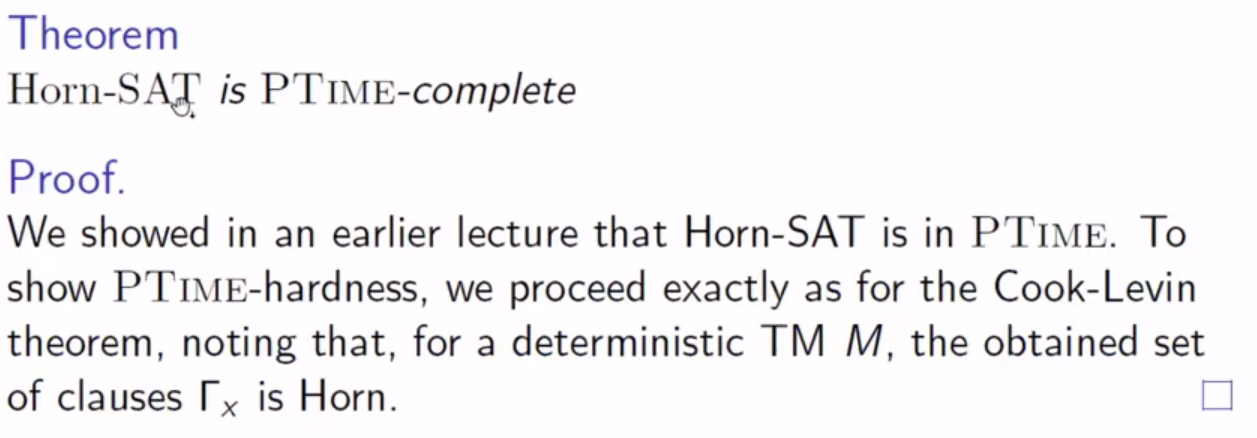 Theorem
Horn-SAT is PTIME-complete
Proof.
We showed in an earlier lecture that Horn-SAT is in PTIME. To
show PTIME-hardness, we proceed exactly as for the Cook-Levin
theorem, noting that, for a deterministic TM M, the obtained set
of clauses Γₓ is Horn. □